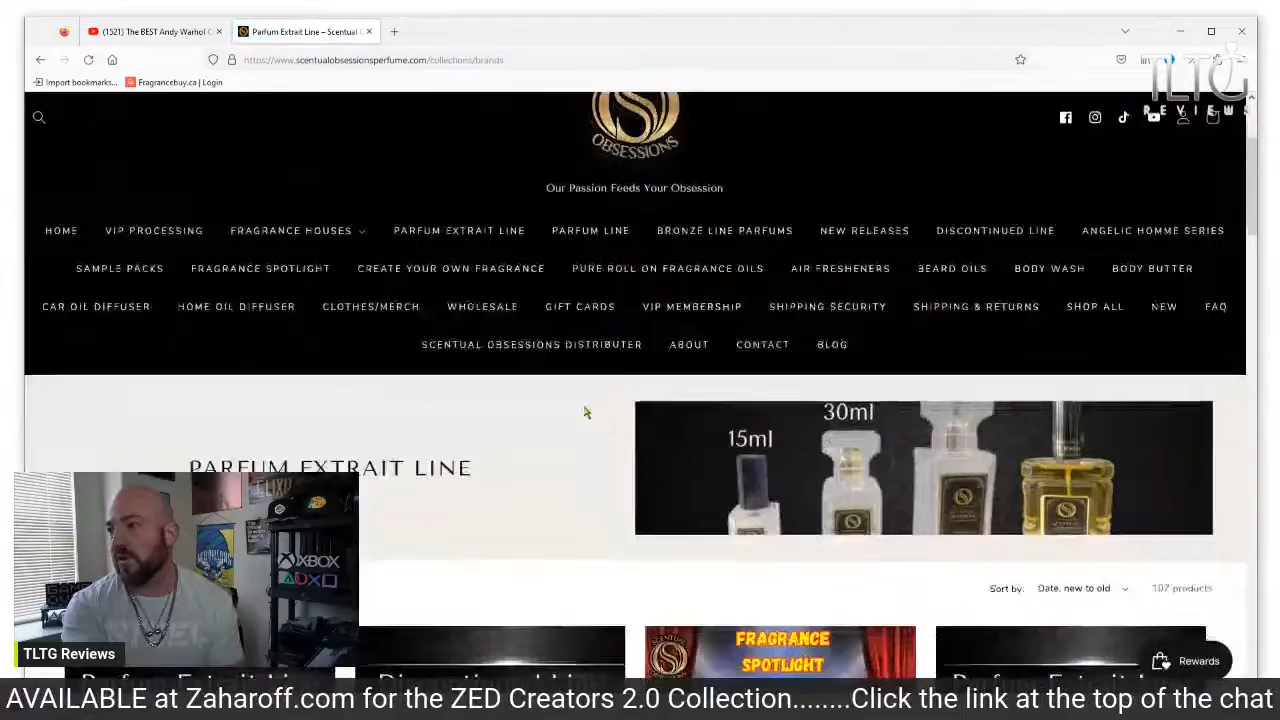 (1521) The BEST Andy Warhol
Parfum Extrait Line – Scentual
https://www.scentualobsessionsperfume.com/collections/brands
Import bookmarks... Fragrancebuy.ca | Login
TLTG
REVIEWS
OBSESSIONS
Our Passion Feeds Your Obsession
HOME VIP PROCESSING FRAGRANCE HOUSES PARFUM EXTRAIT LINE PARFUM LINE BRONZE LINE PARFUMS NEW RELEASES DISCONTINUED LINE ANGELIC HOMME SERIES
SAMPLE PACKS FRAGRANCE SPOTLIGHT CREATE YOUR OWN FRAGRANCE PURE ROLL ON FRAGRANCE OILS AIR FRESHENERS BEARD OILS BODY WASH BODY BUTTER
CAR OIL DIFFUSER HOME OIL DIFFUSER CLOTHES/MERCH WHOLESALE GIFT CARDS VIP MEMBERSHIP SHIPPING SECURITY SHIPPING & RETURNS SHOP ALL NEW FAQ
SCENTUAL OBSESSIONS DISTRIBUTER ABOUT CONTACT BLOG
15ml
30ml
PARFUM EXTRAIT LINE
XBOX
Sort by: Date, new to old 107 products
FRAGRANCE
SPOTLIGHT
Rewards
TLTG Reviews
AVAILABLE at Zaharoff.com for the ZED Creators 2.0 Collection........Click the link at the top of the chat